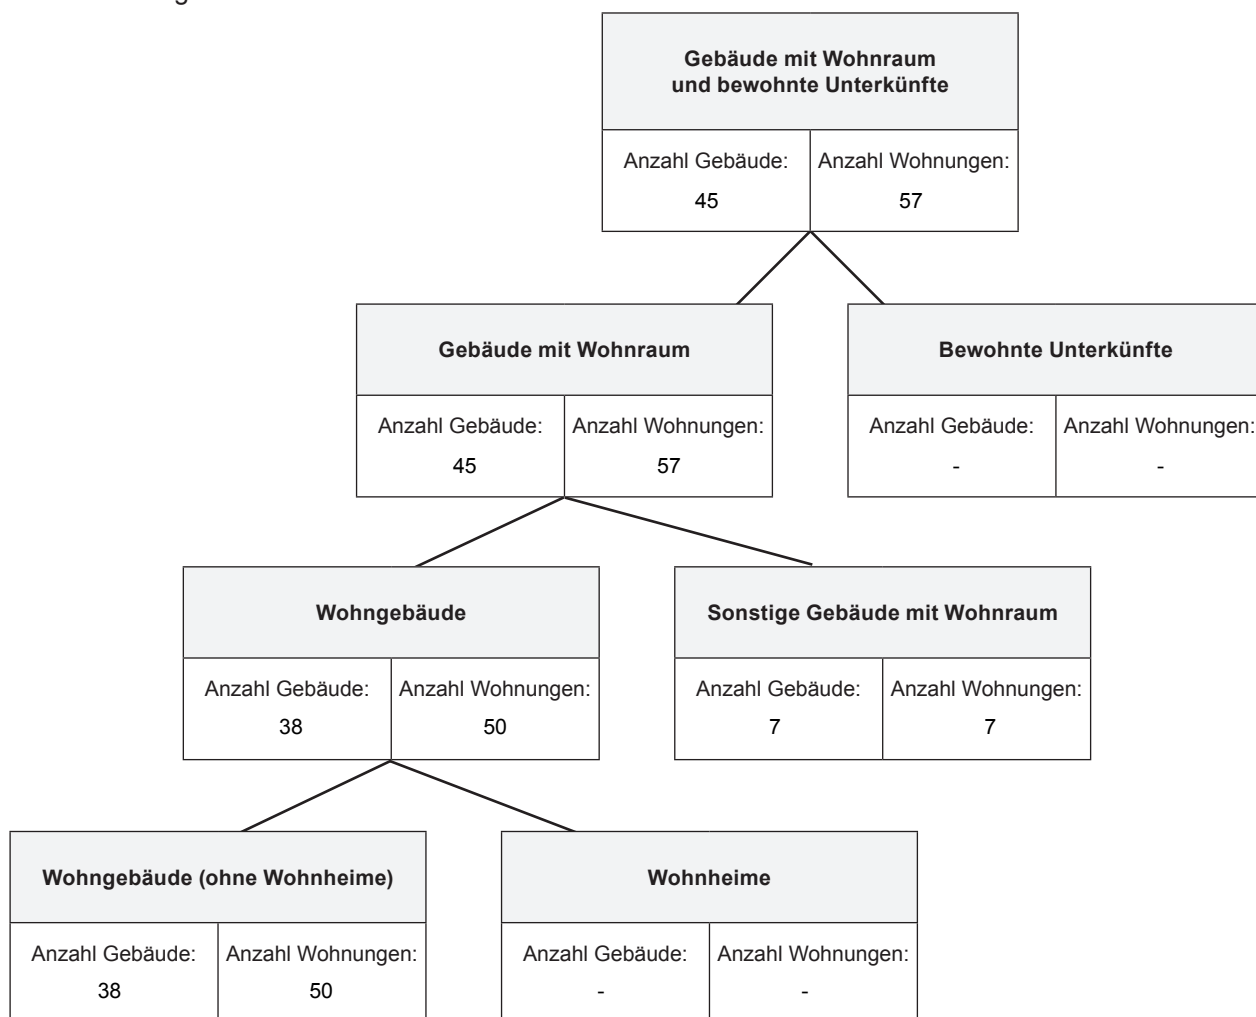 Gebäude mit Wohnraum
und bewohnte Unterkünfte
Anzahl Gebäude: Anzahl Wohnungen:
45 57
Gebäude mit Wohnraum Bewohnte Unterkünfte
Anzahl Gebäude: Anzahl Wohnungen: Anzahl Gebäude: Anzahl Wohnungen:
45 57 - -
Wohngebäude Sonstige Gebäude mit Wohnraum
Anzahl Gebäude: Anzahl Wohnungen: Anzahl Gebäude: Anzahl Wohnungen:
38 50 7 7
Wohngebäude (ohne Wohnheime) Wohnheime
Anzahl Gebäude: Anzahl Wohnungen: Anzahl Gebäude: Anzahl Wohnungen:
38 50 - -